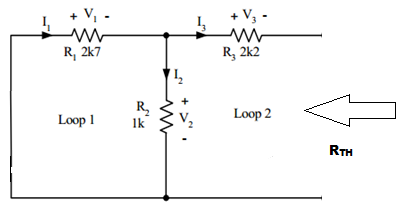 + V1 -
+ V3 -
I1
I3
R1 2k7
R3 2k2
I2
R2
1k
+
V2
-
Loop 1
Loop 2
RTH